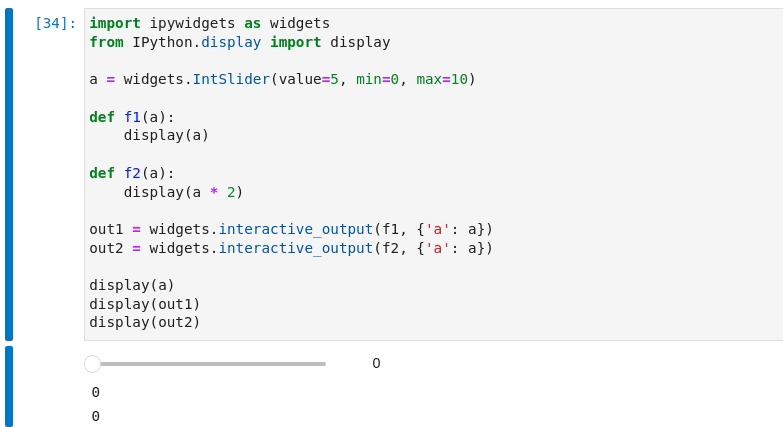 [34]: import ipywidgets as widgets
from IPython.display import display
a = widgets.IntSlider(value=5, min=0, max=10)
def f1(a):
    display(a)
def f2(a):
    display(a * 2)
out1 = widgets.interactive_output(f1, {'a': a})
out2 = widgets.interactive_output(f2, {'a': a})
display(a)
display(out1)
display(out2)
0
0
0